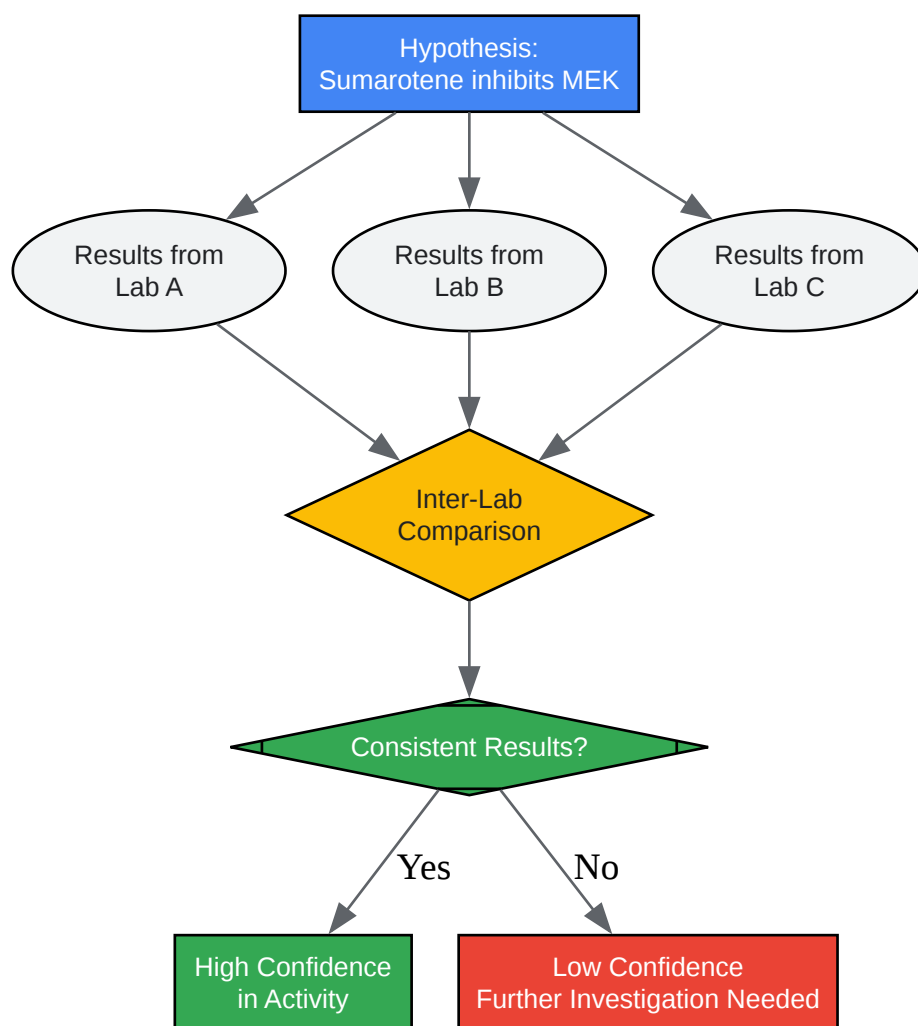 Hypothesis:
Sumarotene inhibits MEK
Results from
Lab A
Results from
Lab B
Results from
Lab C
Inter-Lab
Comparison
Consistent Results?
Yes
No
High Confidence
in Activity
Low Confidence
Further Investigation Needed